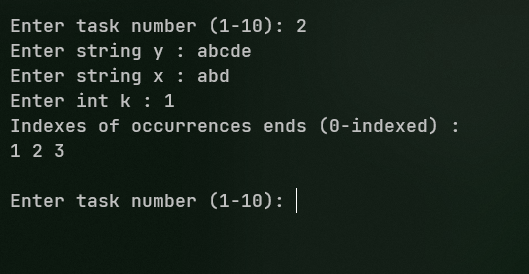 Enter task number (1-10): 2
Enter string y : abcde
Enter string x : abd
Enter int k : 1
Indexes of occurrences ends (0-indexed) :
1 2 3
Enter task number (1-10):